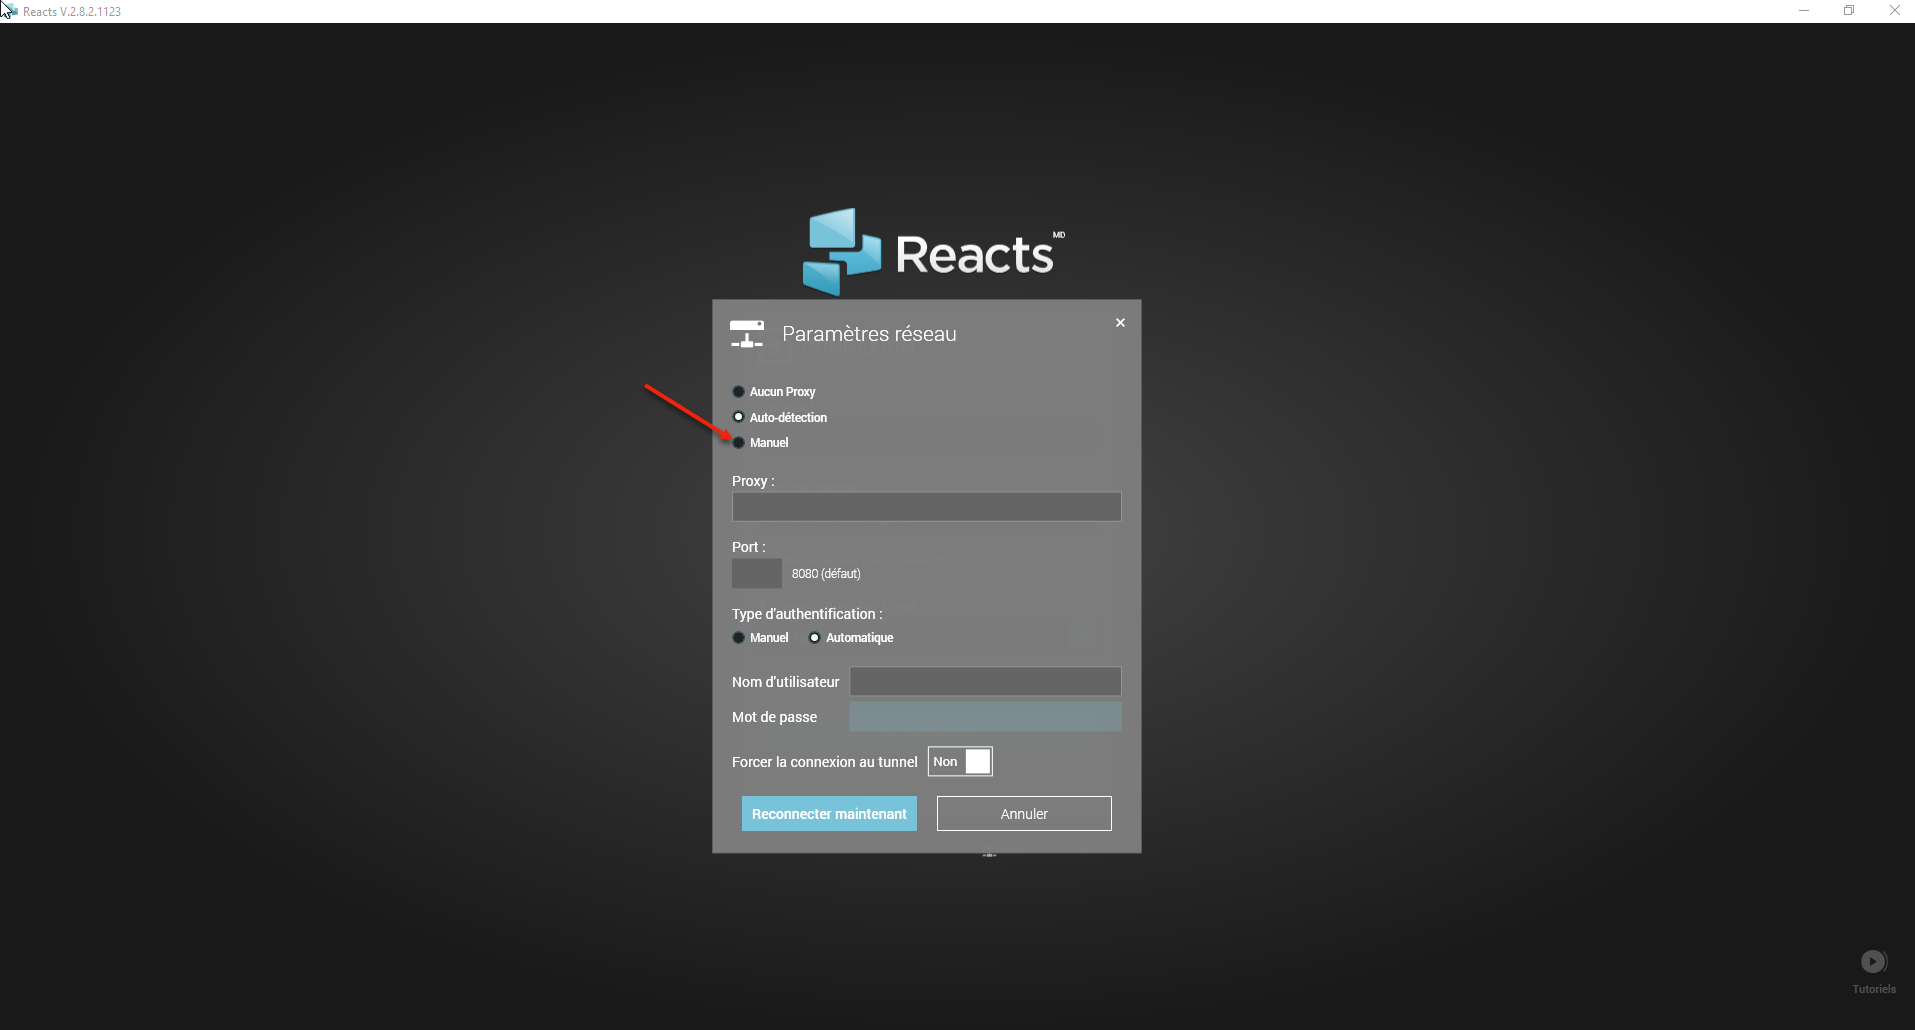 Reacts V.2.8.2.1123
Reacts MD
Paramètres réseau
Aucun Proxy
Auto-détection
Manuel
Proxy :
Port :
8080 (défaut)
Type d'authentification :
Manuel Automatique
Nom d'utilisateur
Mot de passe
Forcer la connexion au tunnel Non
Reconnecter maintenant Annuler
Tutoriels